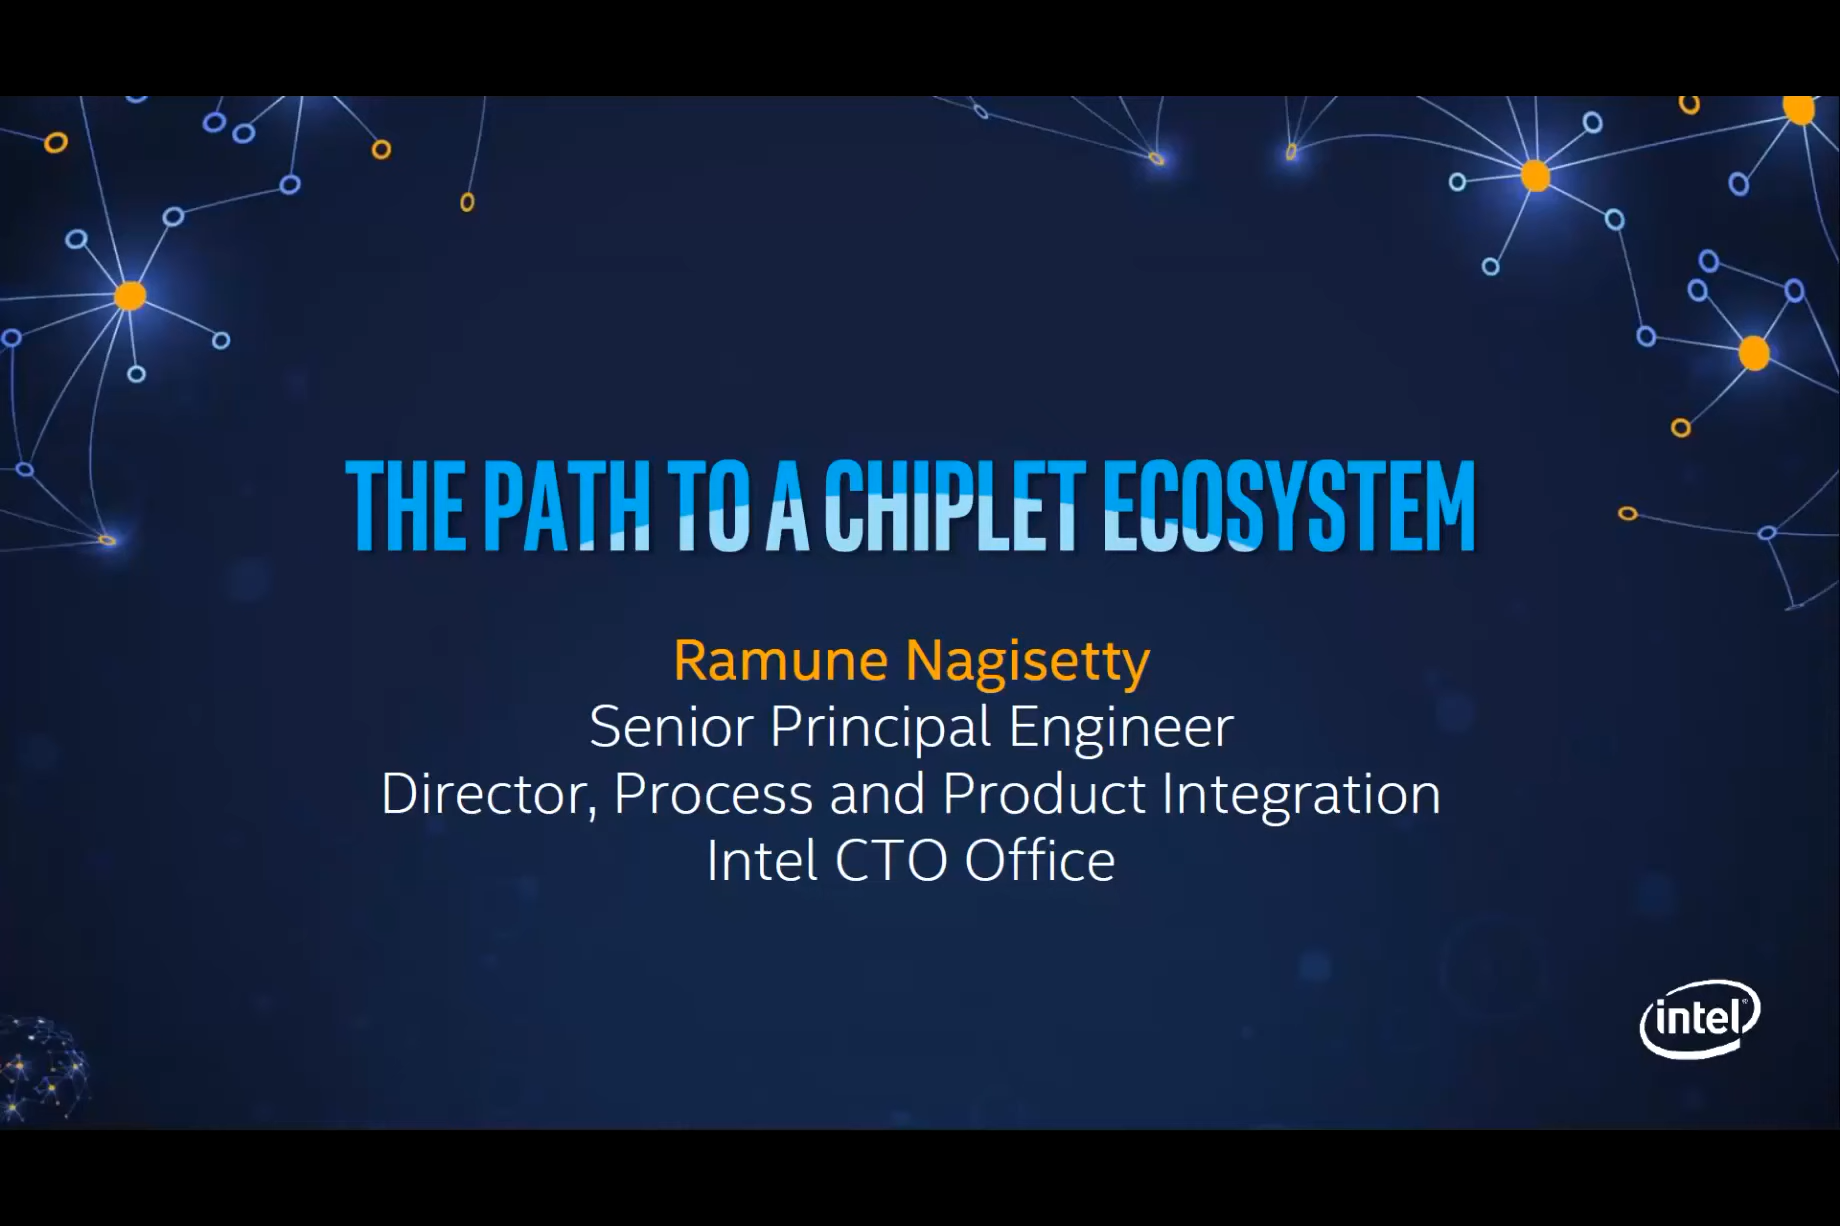 THE PATH TO A CHIPLET ECOSYSTEM
Ramune Nagisetty
Senior Principal Engineer
Director, Process and Product Integration
Intel CTO Office
intel®